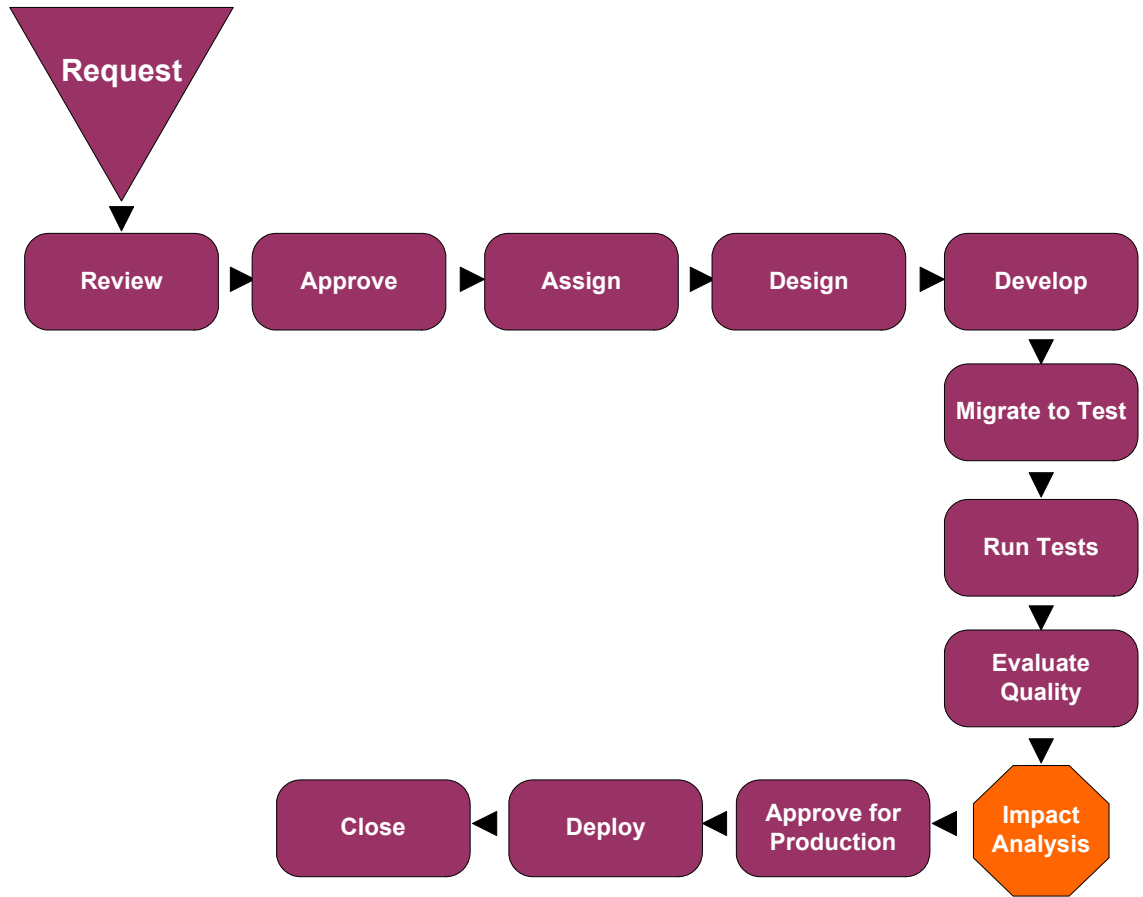 Request
Review
Approve
Assign
Design
Develop
Migrate to Test
Run Tests
Evaluate
Quality
Impact
Analysis
Approve for
Production
Deploy
Close